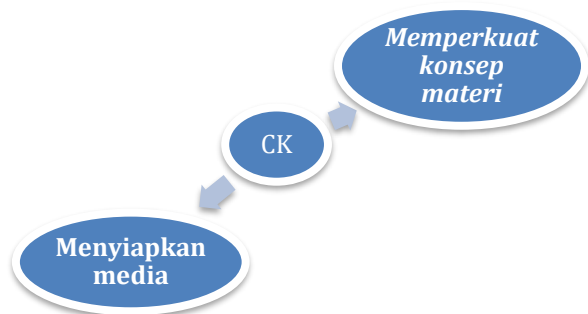 Memperkuat
konsep
materi
CK
Menyiapkan
media